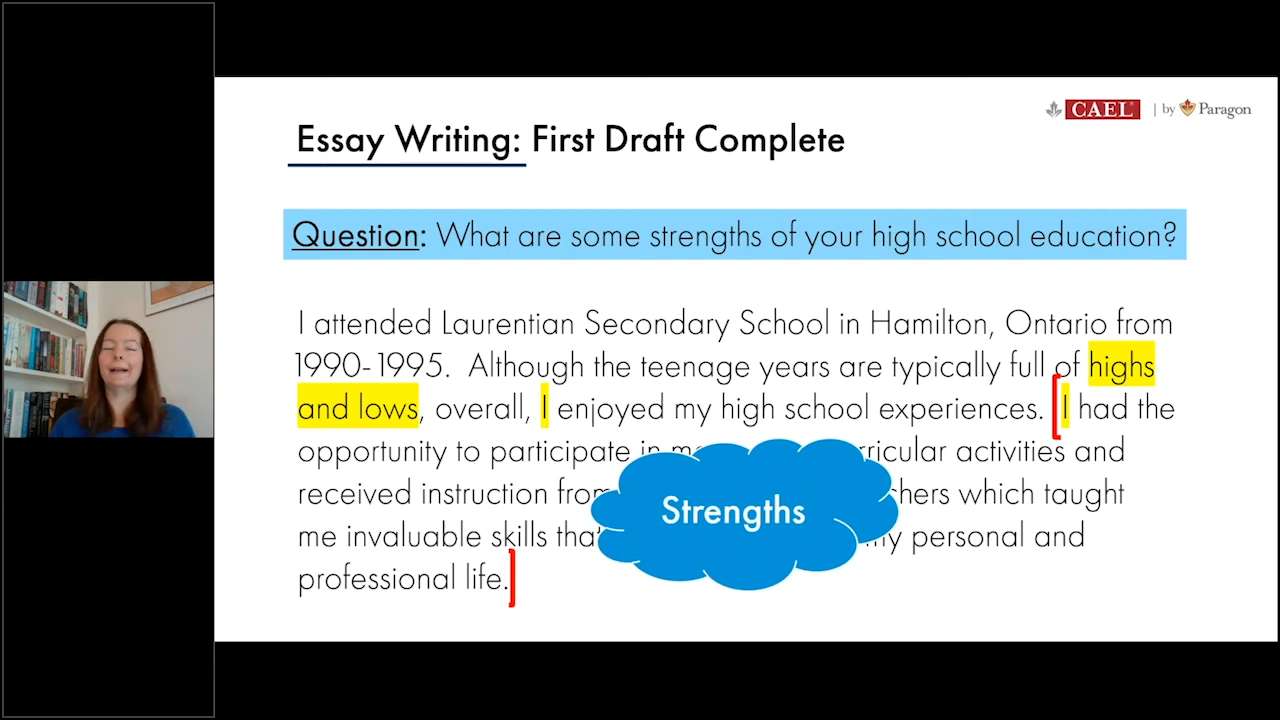 CAEL | by Paragon
Essay Writing: First Draft Complete
Question: What are some strengths of your high school education?
I attended Laurentian Secondary School in Hamilton, Ontario from
1990-1995. Although the teenage years are typically full of highs
and lows, overall, I enjoyed my high school experiences. I had the
opportunity to participate in rricular activities and
received instruction from chers which taught
me invaluable skills my personal and
professional life.
Strengths